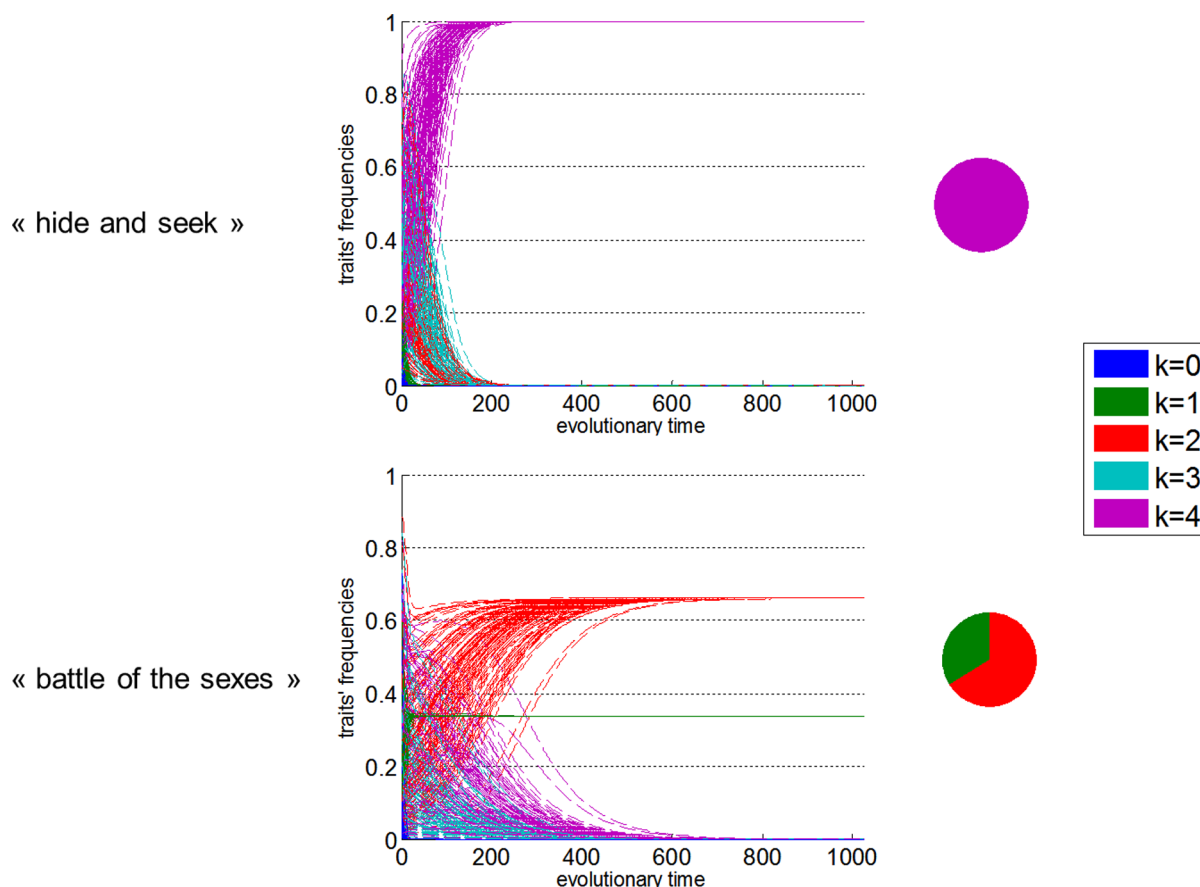 « hide and seek »
traits' frequencies
1
0.8
0.6
0.4
0.2
0
0 200 400 600 800 1000
evolutionary time
k=0
k=1
k=2
k=3
k=4
« battle of the sexes »
traits' frequencies
1
0.8
0.6
0.4
0.2
0
0 200 400 600 800 1000
evolutionary time